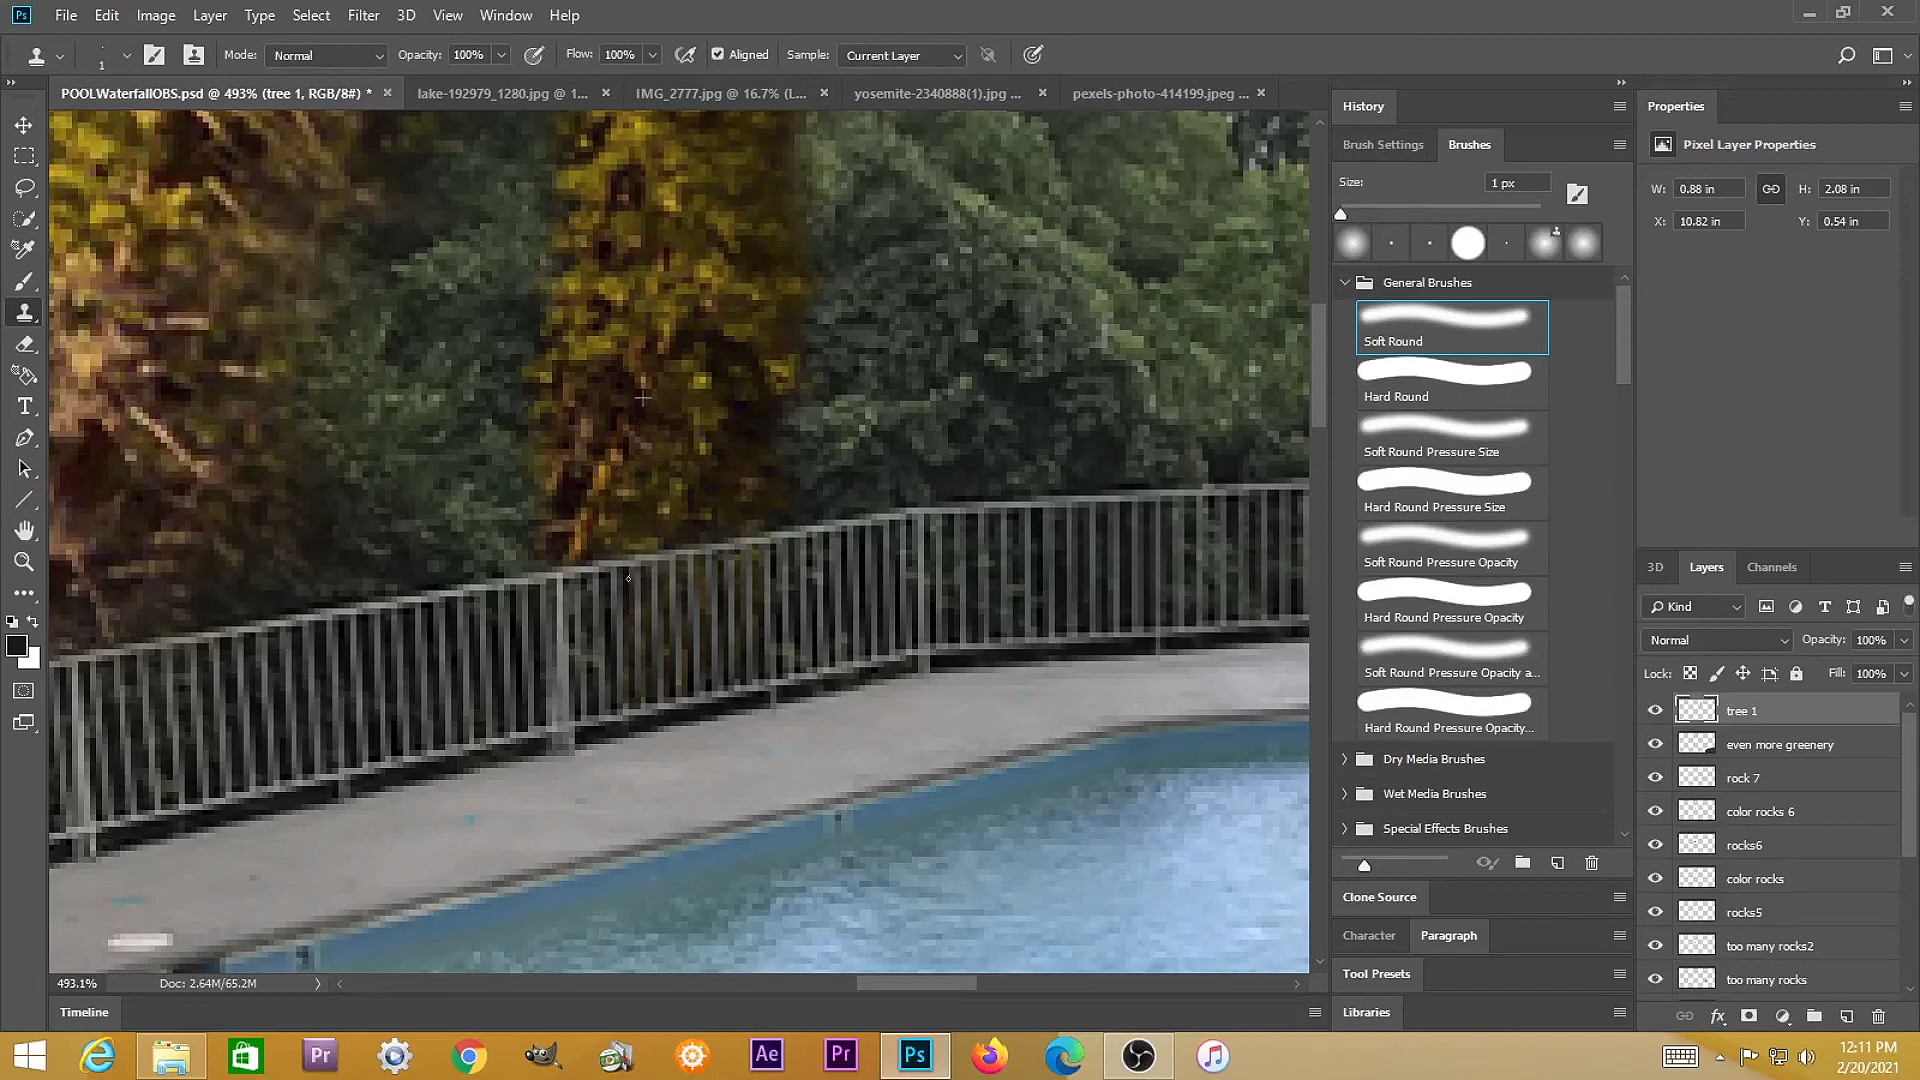 Ps File Edit Image Layer Type Select Filter 3D View Window Help
1 Mode: Normal Opacity: 100% Flow: 100% Aligned Sample: Current Layer
POOLWaterfallOBS.psd @ 493% (tree 1, RGB/8#) * lake-192979_1280.jpg @ 1... IMG_2777.jpg @ 16.7% (L... yosemite-2340888(1).jpg ... pexels-photo-414199.jpeg ...
History
Brush Settings Brushes
Size: 1 px
General Brushes
Soft Round
Hard Round
Soft Round Pressure Size
Hard Round Pressure Size
Soft Round Pressure Opacity
Hard Round Pressure Opacity
Soft Round Pressure Opacity a...
Hard Round Pressure Opacity...
Dry Media Brushes
Wet Media Brushes
Special Effects Brushes
Clone Source
Character Paragraph
Tool Presets
Libraries
Properties
Pixel Layer Properties
W: 0.88 in H: 2.08 in
X: 10.82 in Y: 0.54 in
3D Layers Channels
Kind
Normal Opacity: 100%
Lock: Fill: 100%
tree 1
even more greenery
rock 7
color rocks 6
rocks6
color rocks
rocks5
too many rocks2
too many rocks
fx
493.1% Doc: 2.64M/65.2M
Timeline
Pr Ae Pr Ps
12:11 PM
2/20/2021